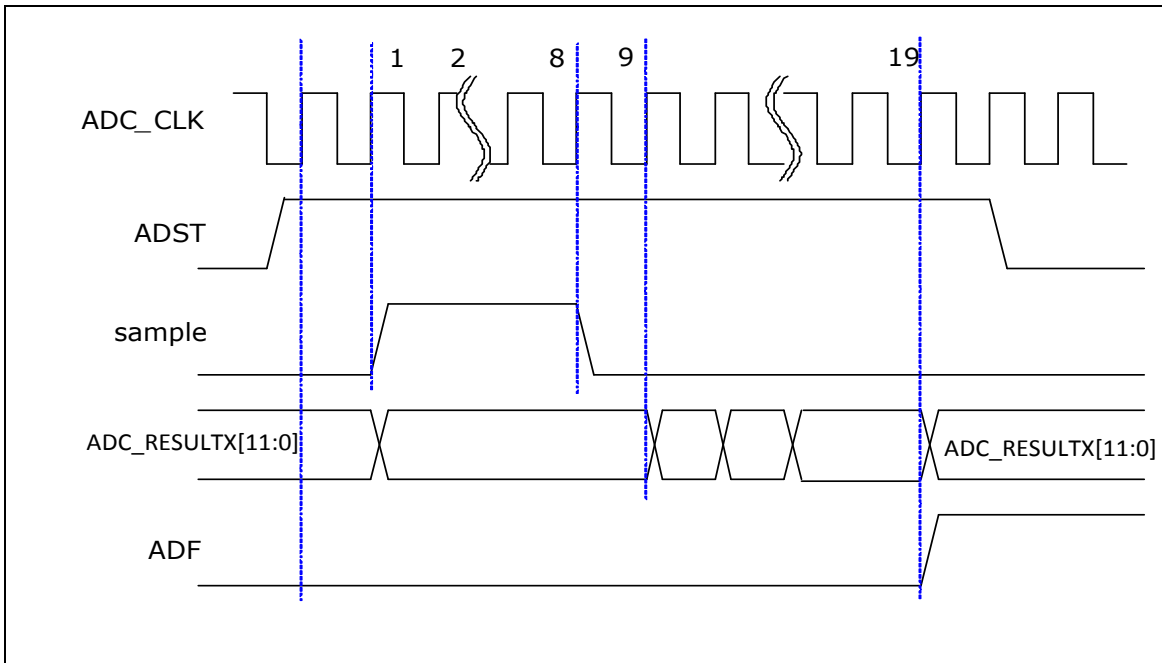 1 2 8 9 19
ADC_CLK
ADST
sample
ADC_RESULTX[11:0] ADC_RESULTX[11:0]
ADF